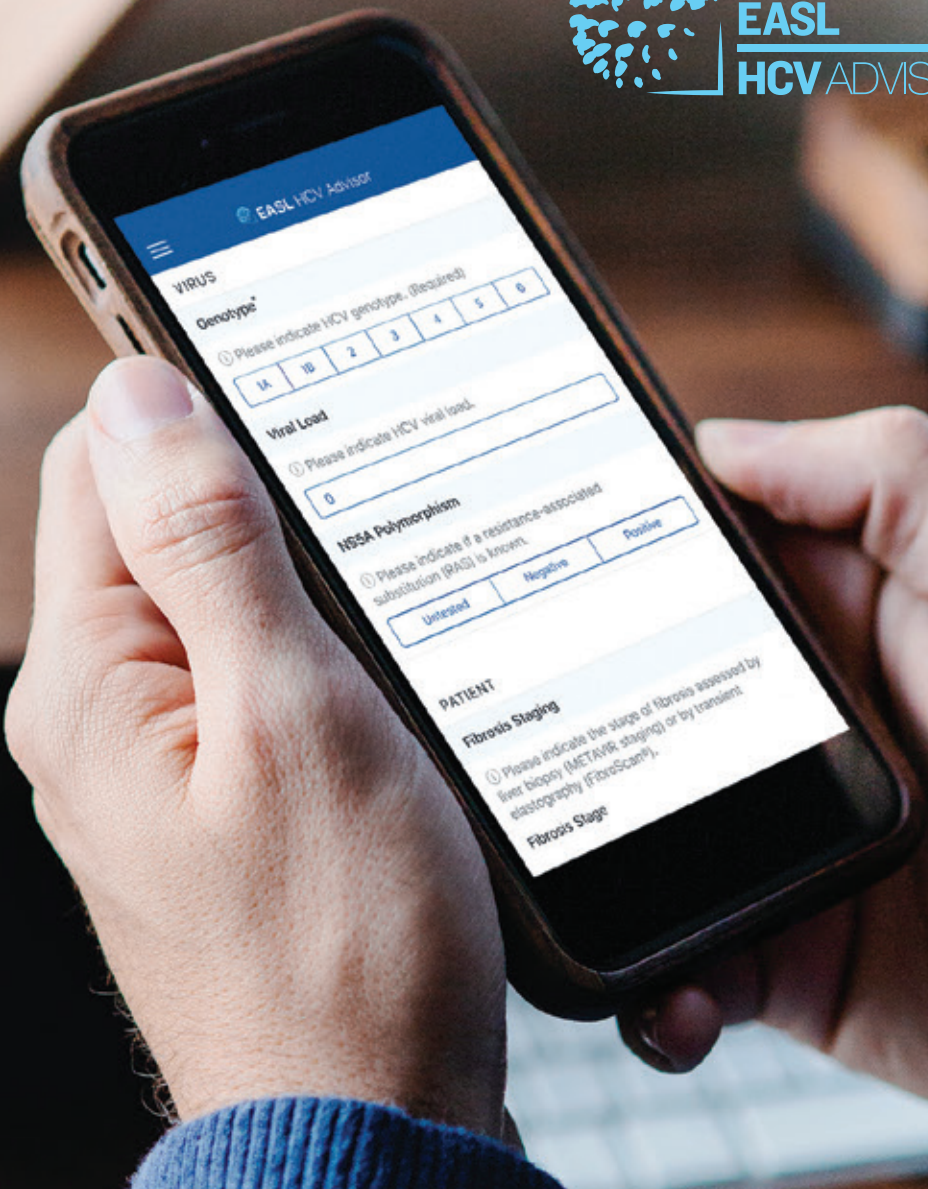 EASL
HCV ADVIS
EASL HCV Advisor
VIRUS
Genotype*
Please indicate HCV genotype. (Required)
1A 1B 2 3 4 5 6
Viral Load
Please indicate HCV viral load.
0
NS5A Polymorphism
Please indicate if a resistance-associated
substitution (RAS) is known.
Untested Negative Positive
PATIENT
Fibrosis Staging
Please indicate the stage of fibrosis assessed by
liver biopsy (METAVIR staging) or by transient
elastography (FibroScan®).
Fibrosis Stage